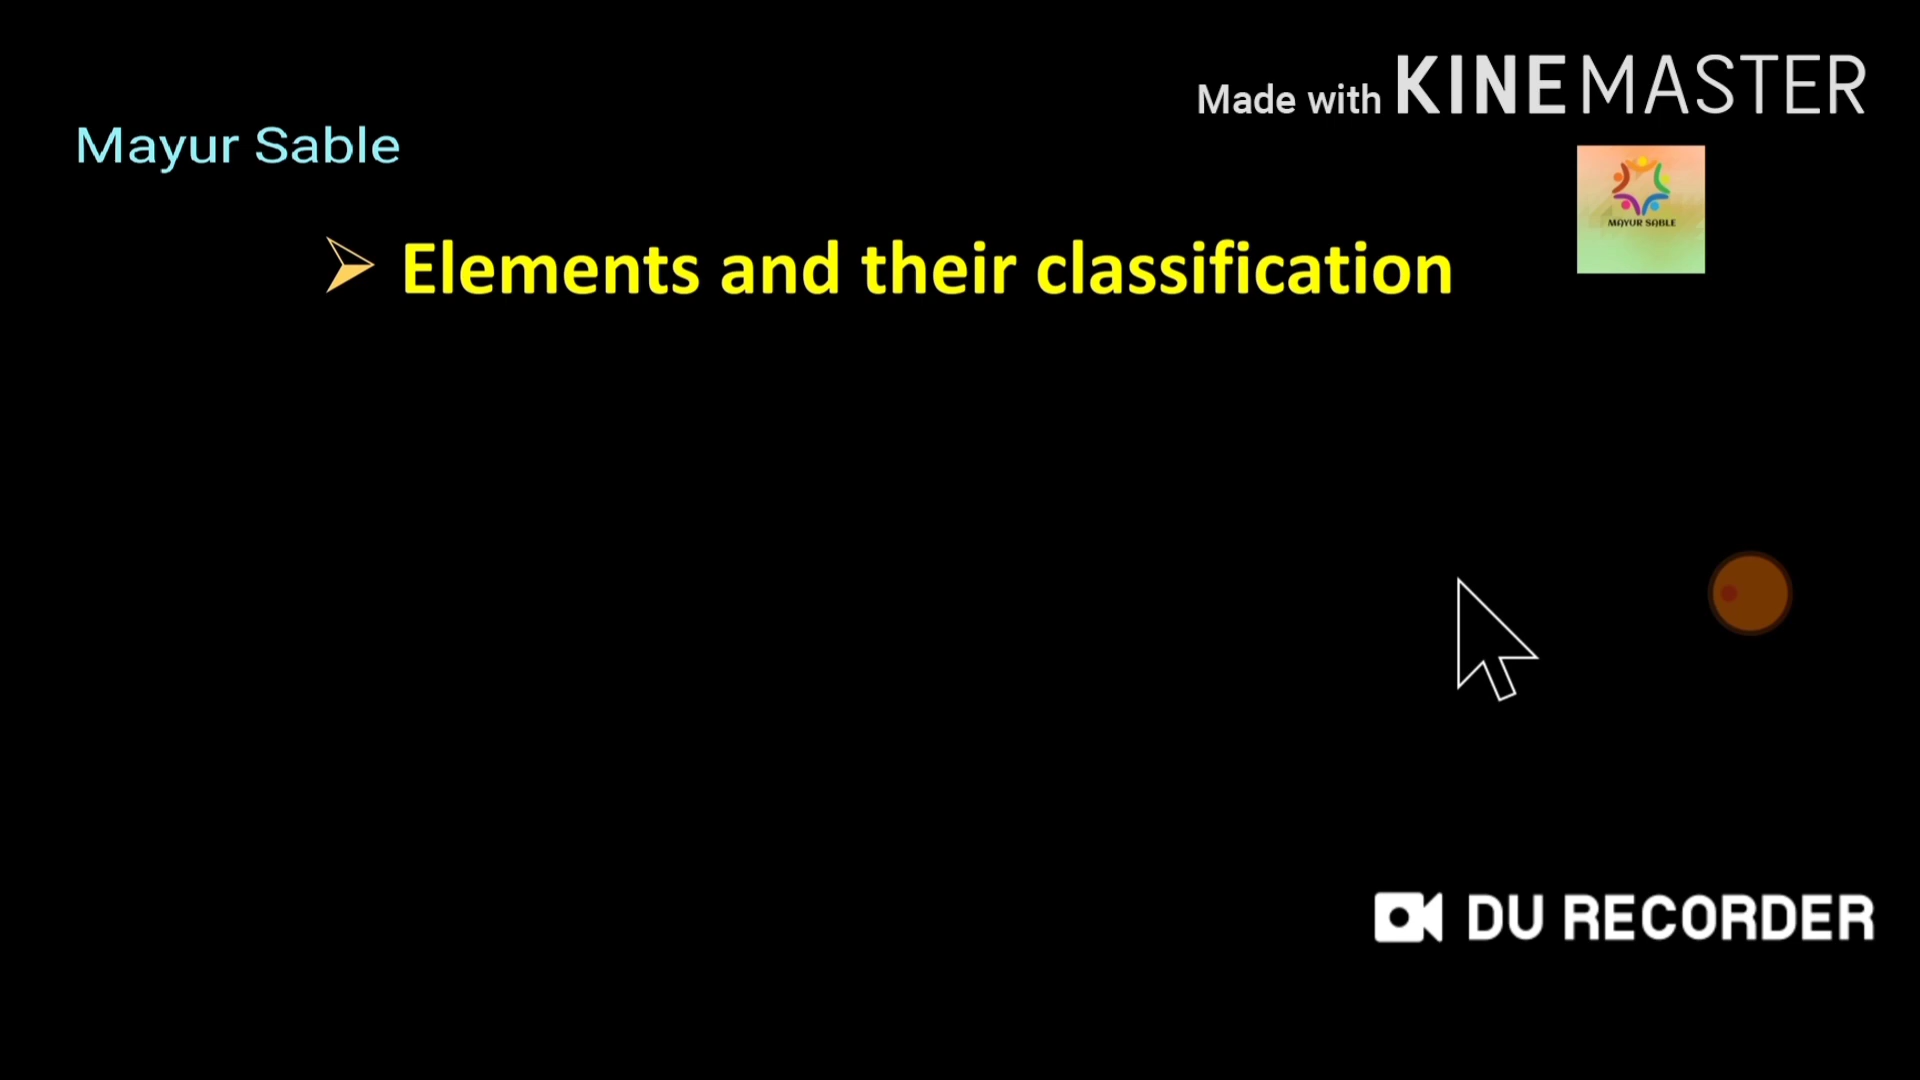 Made with KINEMASTER
Mayur Sable
MAYUR SABLE
➢ Elements and their classification
DU RECORDER